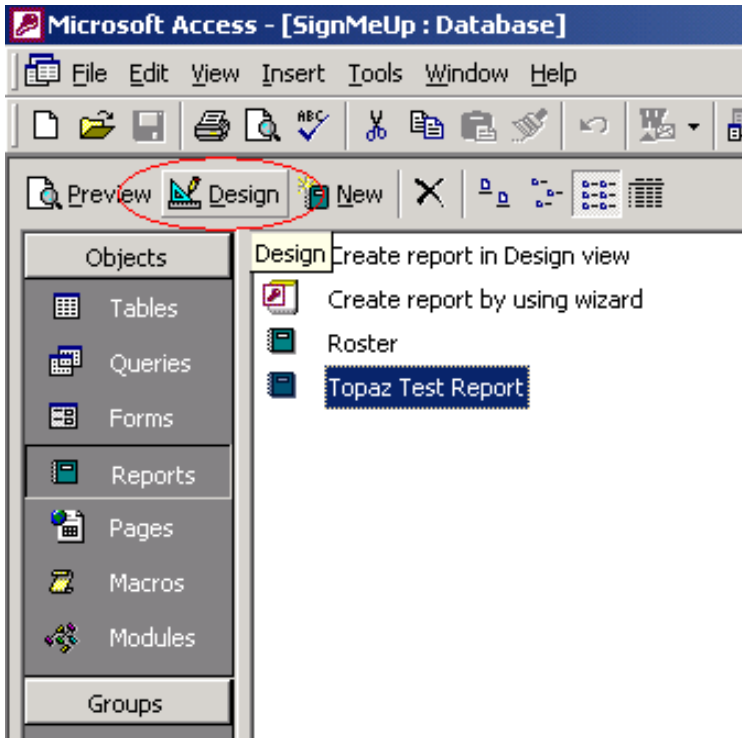 Microsoft Access - [SignMeUp : Database]
File Edit View Insert Tools Window Help
ABC W
Preview Design New
Objects
Tables
Queries
Forms
Reports
Pages
Macros
Modules
Groups
Design
Create report in Design view
Create report by using wizard
Roster
Topaz Test Report